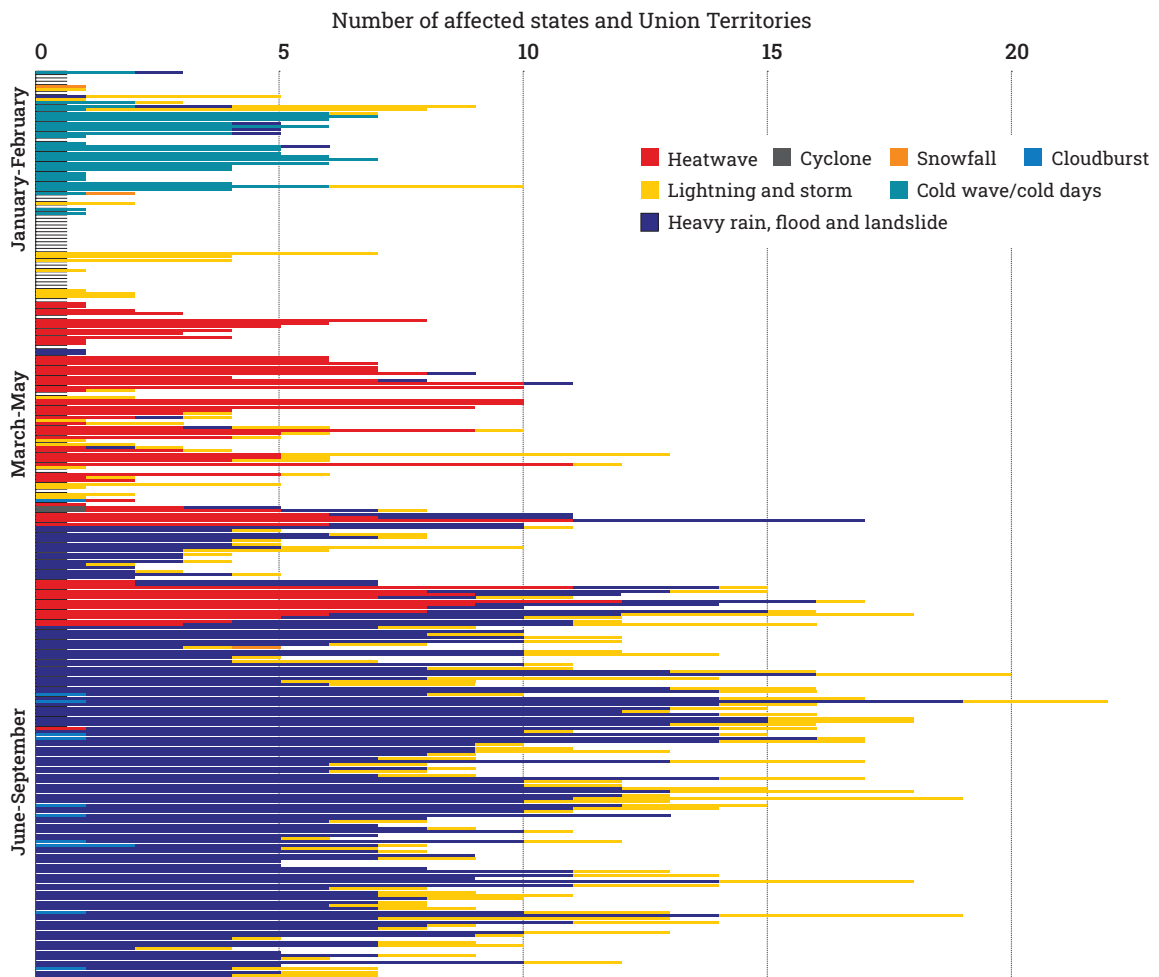 Number of affected states and Union Territories
0 5 10 15 20
January-February
Heatwave Cyclone Snowfall Cloudburst
Lightning and storm Cold wave/cold days
Heavy rain, flood and landslide
March-May
June-September